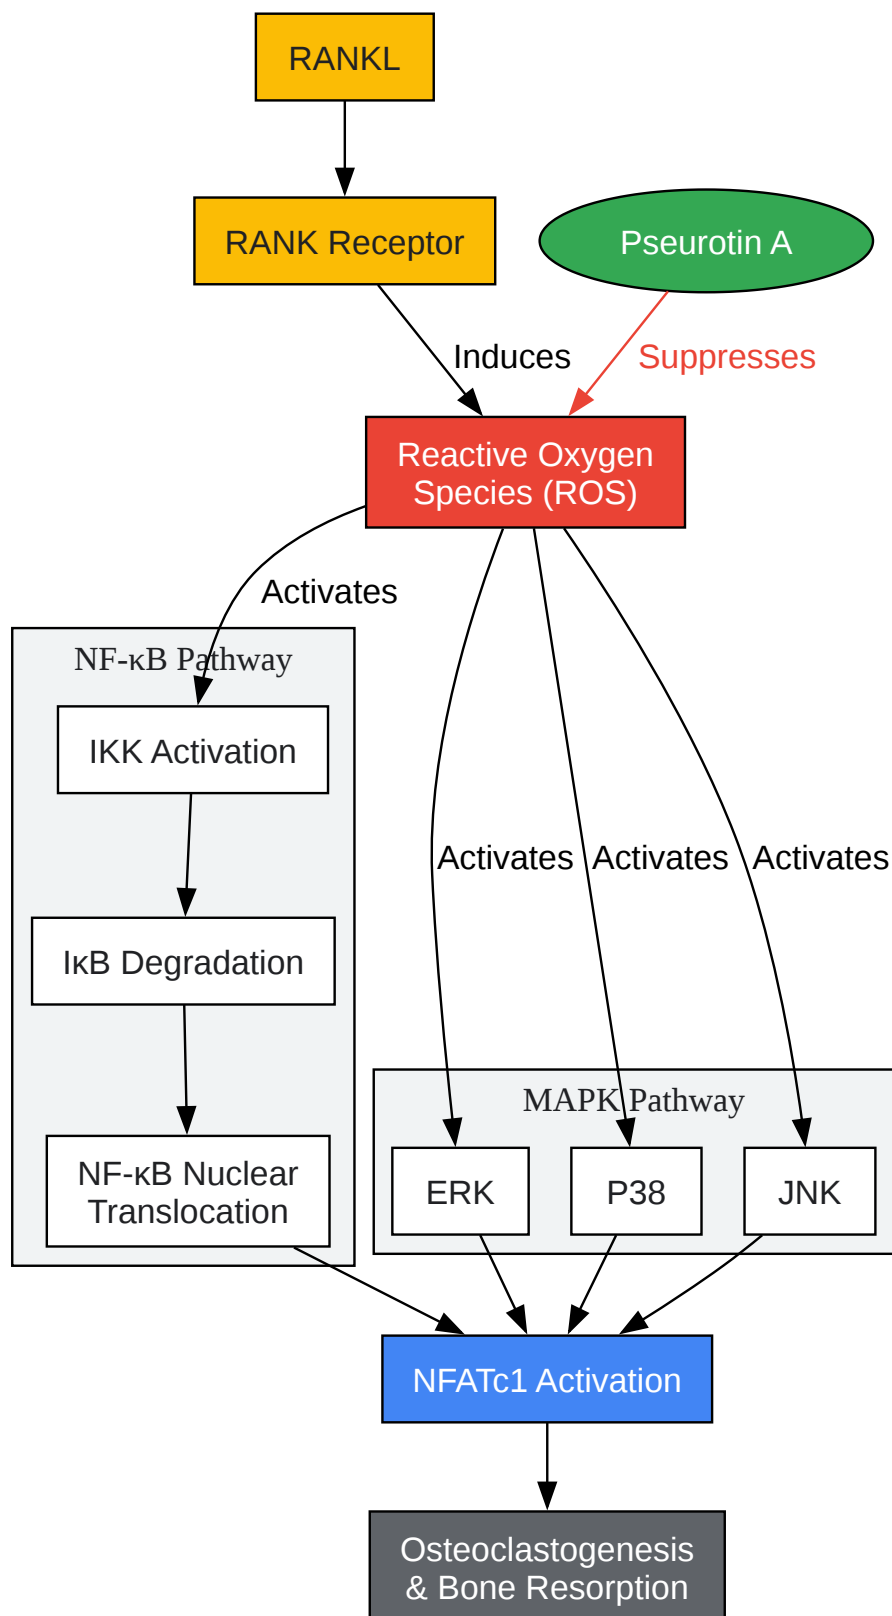 RANKL
RANK Receptor
Pseurotin A
Induces
Suppresses
Reactive Oxygen
Species (ROS)
Activates
NF-κB Pathway
IKK Activation
Activates
Activates
Activates
IκB Degradation
MAPK Pathway
NF-κB Nuclear
Translocation
ERK
P38
JNK
NFATc1 Activation
Osteoclastogenesis
& Bone Resorption